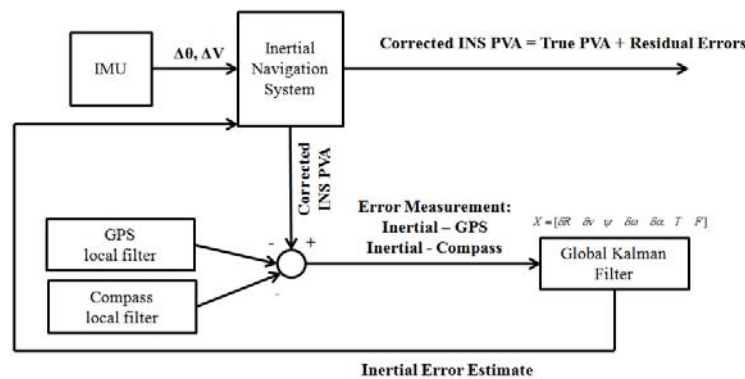 IMU
Δθ, ΔV
Inertial
Navigation
System
Corrected INS PVA = True PVA + Residual Errors
Corrected
INS PVA
GPS
local filter
Compass
local filter
-
+
-
Error Measurement:
Inertial – GPS
Inertial - Compass
X=[δR δv ψ δω δα T F]
Global Kalman
Filter
Inertial Error Estimate